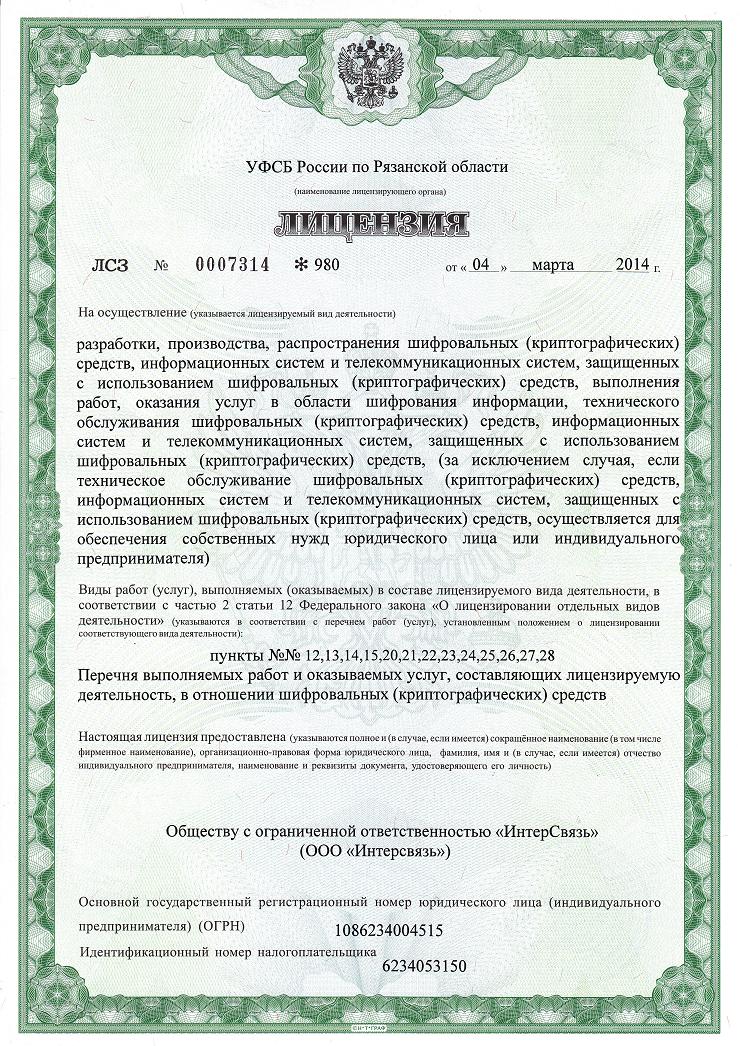 УФСБ России по Рязанской области
(наименование лицензирующего органа)
ЛИЦЕНЗИЯ
ЛСЗ № 0007314 * 980 от « 04 » марта 2014 г.
На осуществление (указывается лицензируемый вид деятельности)
разработки, производства, распространения шифровальных (криптографических)
средств, информационных систем и телекоммуникационных систем, защищенных
с использованием шифровальных (криптографических) средств, выполнения
работ, оказания услуг в области шифрования информации, технического
обслуживания шифровальных (криптографических) средств, информационных
систем и телекоммуникационных систем, защищенных с использованием
шифровальных (криптографических) средств, (за исключением случая, если
техническое обслуживание шифровальных (криптографических) средств,
информационных систем и телекоммуникационных систем, защищенных с
использованием шифровальных (криптографических) средств, осуществляется для
обеспечения собственных нужд юридического лица или индивидуального
предпринимателя)
Виды работ (услуг), выполняемых (оказываемых) в составе лицензируемого вида деятельности, в
соответствии с частью 2 статьи 12 Федерального закона «О лицензировании отдельных видов
деятельности» (указываются в соответствии с перечнем работ (услуг), установленным положением о лицензировании
соответствующего вида деятельности):
пункты №№ 12,13,14,15,20,21,22,23,24,25,26,27,28
Перечня выполняемых работ и оказываемых услуг, составляющих лицензируемую
деятельность, в отношении шифровальных (криптографических) средств
Настоящая лицензия предоставлена (указываются полное и (в случае, если имеется) сокращённое наименование (в том числе
фирменное наименование), организационно-правовая форма юридического лица, фамилия, имя и (в случае, если имеется) отчество
индивидуального предпринимателя, наименование и реквизиты документа, удостоверяющего его личность)
Обществу с ограниченной ответственностью «ИнтерСвязь»
(ООО «Интерсвязь»)
Основной государственный регистрационный номер юридического лица (индивидуального
предпринимателя) (ОГРН) 1086234004515
Идентификационный номер налогоплательщика 6234053150
©Н·Т·ГРАФ